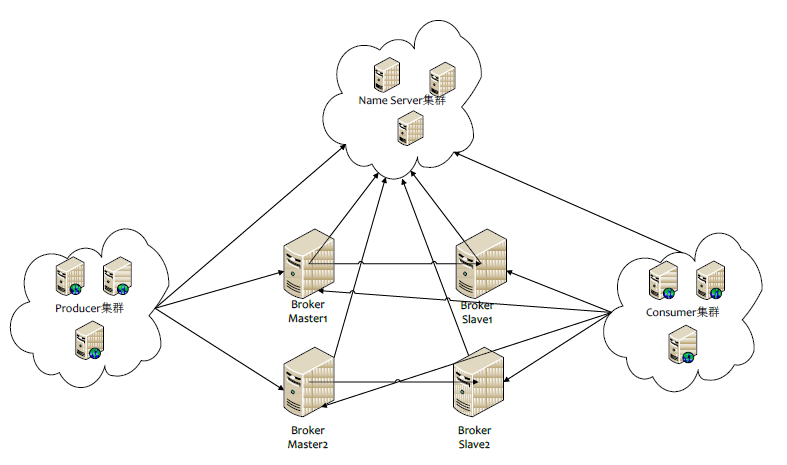 Name Server集群
Producer集群
Broker
Master1
Broker
Slave1
Consumer集群
Broker
Master2
Broker
Slave2